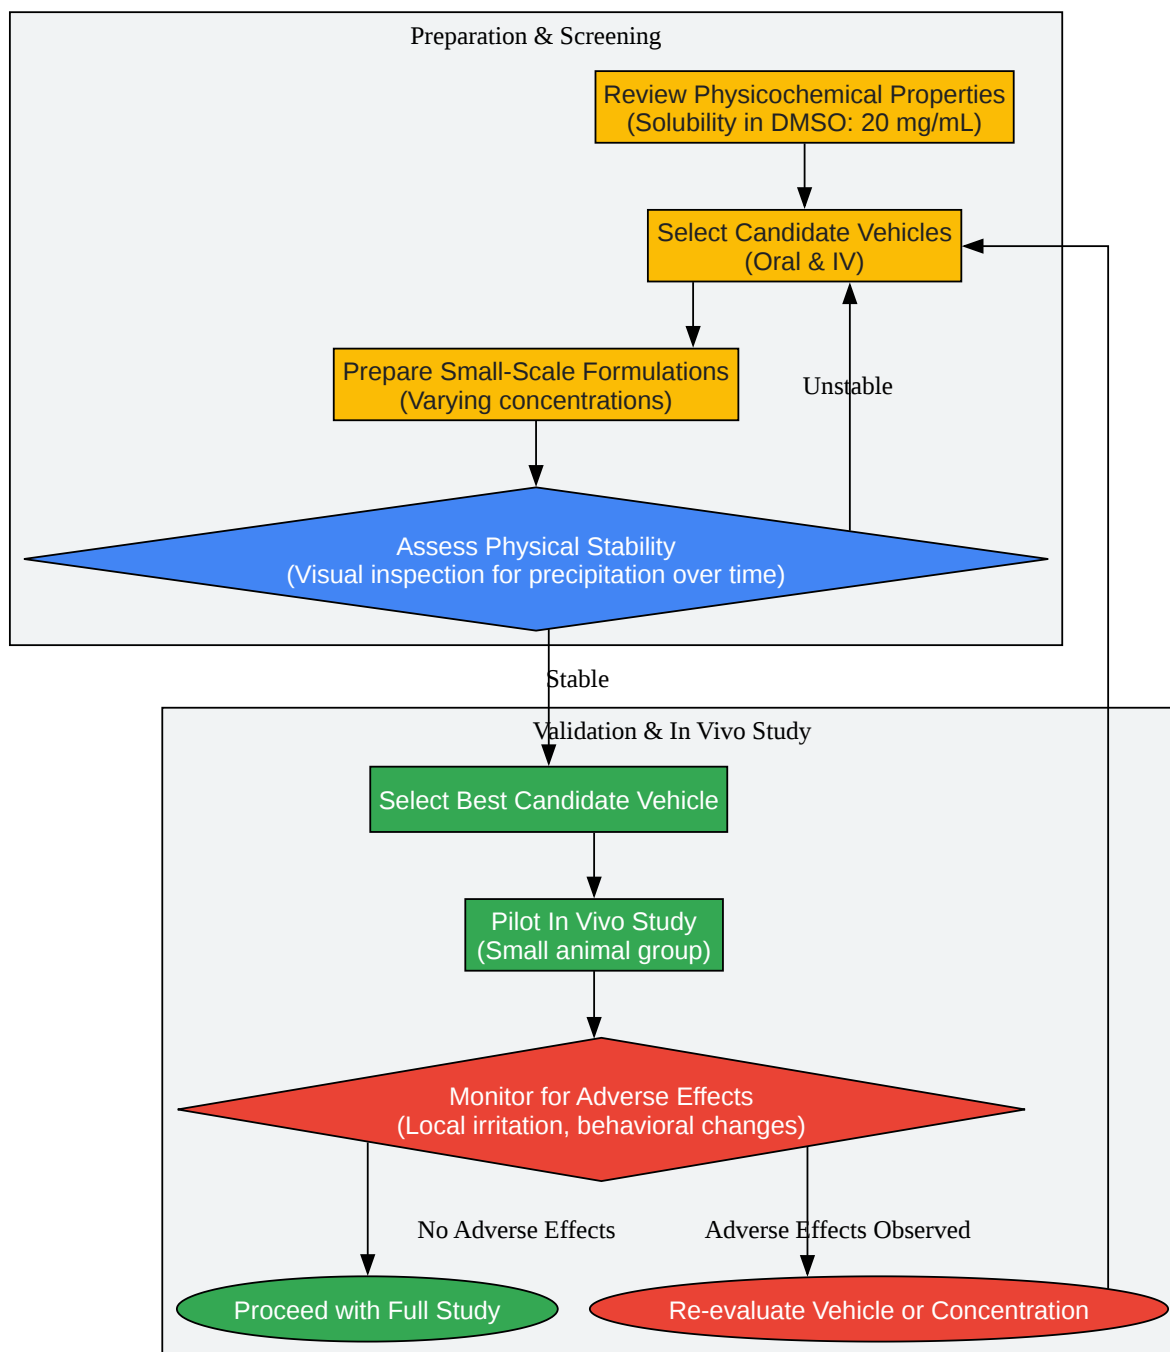 Preparation & Screening
Review Physicochemical Properties
(Solubility in DMSO: 20 mg/mL)
Select Candidate Vehicles
(Oral & IV)
Prepare Small-Scale Formulations
(Varying concentrations)
Unstable
Assess Physical Stability
(Visual inspection for precipitation over time)
Stable
Validation & In Vivo Study
Select Best Candidate Vehicle
Pilot In Vivo Study
(Small animal group)
Monitor for Adverse Effects
(Local irritation, behavioral changes)
No Adverse Effects
Adverse Effects Observed
Proceed with Full Study
Re-evaluate Vehicle or Concentration